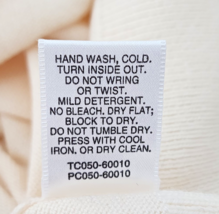 HAND WASH, COLD.
TURN INSIDE OUT.
DO NOT WRING
OR TWIST.
MILD DETERGENT.
NO BLEACH. DRY FLAT;
BLOCK TO DRY.
DO NOT TUMBLE DRY.
PRESS WITH COOL
IRON. OR DRY CLEAN.
TC050-60010
PC050-60010